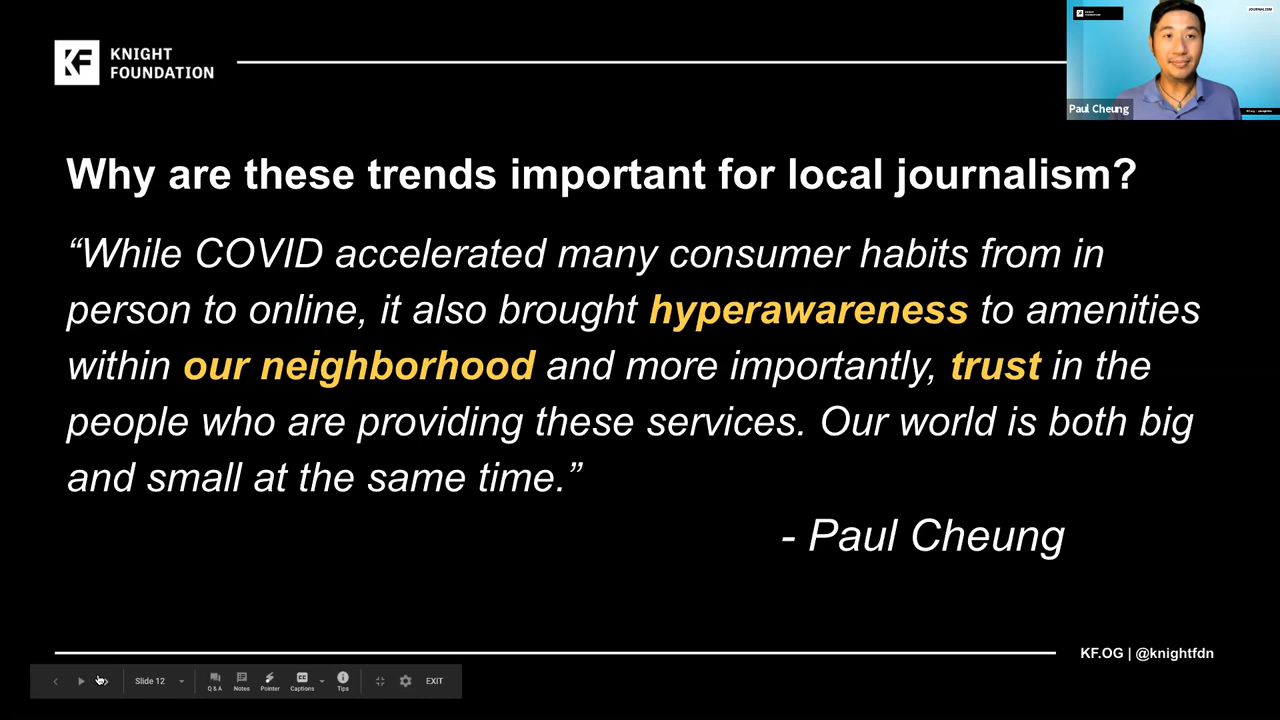 KF KNIGHT
FOUNDATION
JOURNALISM
Paul Cheung
Why are these trends important for local journalism?
“While COVID accelerated many consumer habits from in
person to online, it also brought hyperawareness to amenities
within our neighborhood and more importantly, trust in the
people who are providing these services. Our world is both big
and small at the same time.”
- Paul Cheung
KF.OG | @knightfdn
Slide 12
Q & A
Notes
Pointer
CC
Captions
Tips
EXIT